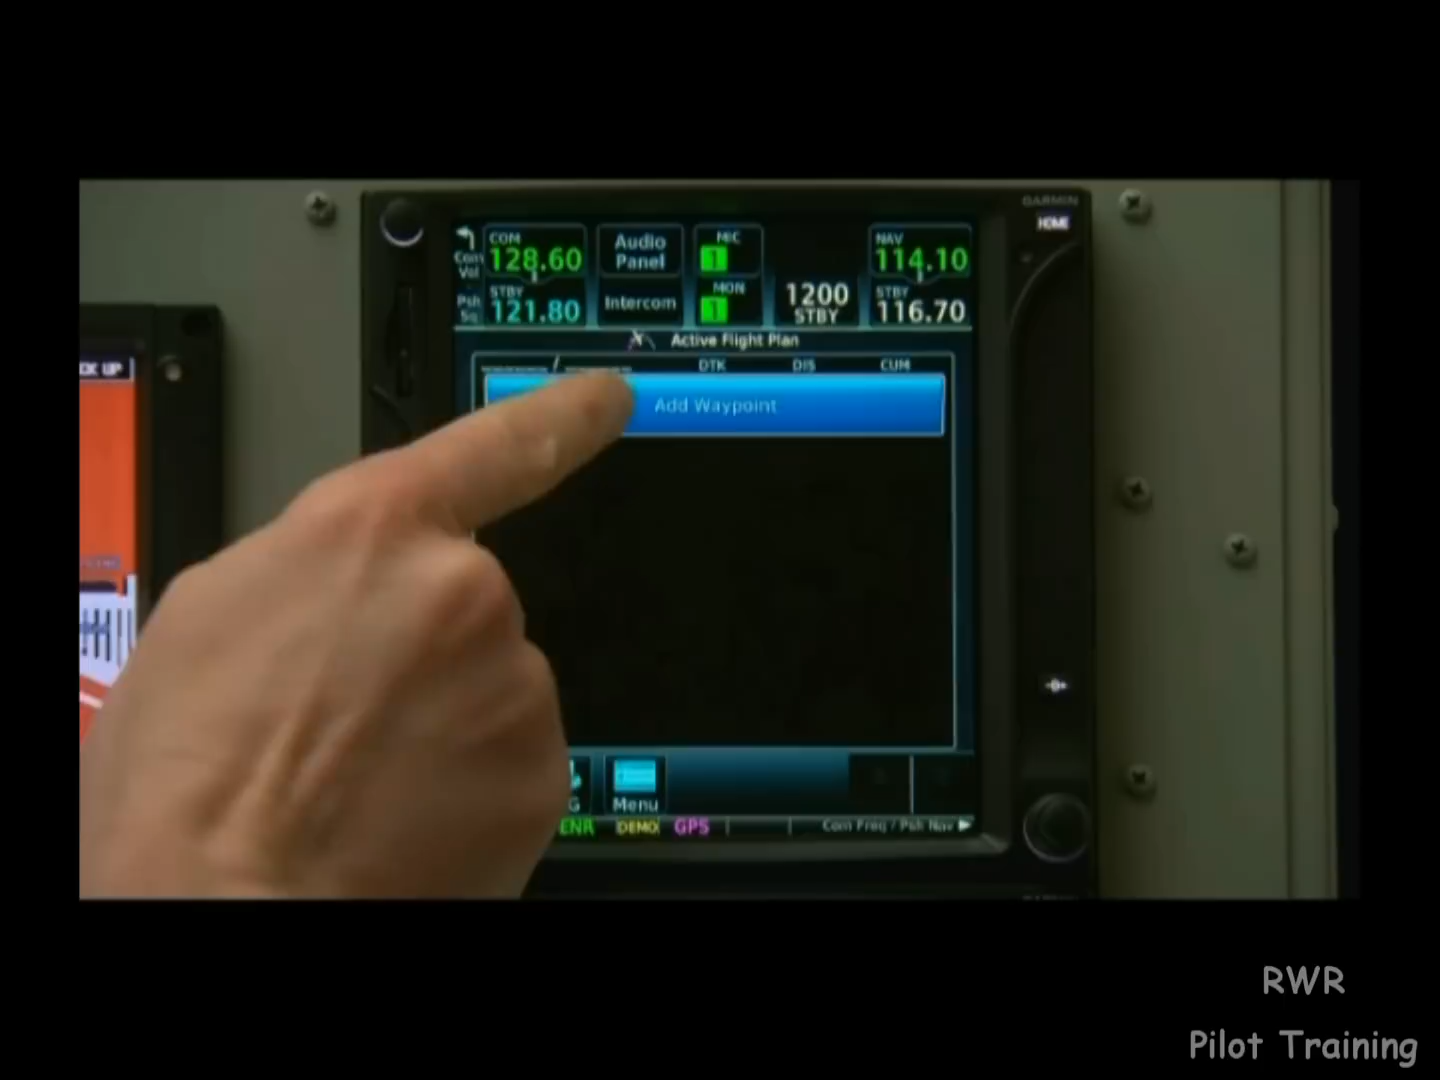 GARMIN
HOME
COM
128.60
Audio
Panel
MIC
1
NAV
114.10
Com
Vol
Psh
Sq
STBY
121.80
Intercom
MON
1
1200
STBY
STBY
116.70
Active Flight Plan
DTK DIS CUM
Add Waypoint
CK UP
G
Menu
ENR DEMO GPS Com Freq / Psh Nav
RWR
Pilot Training